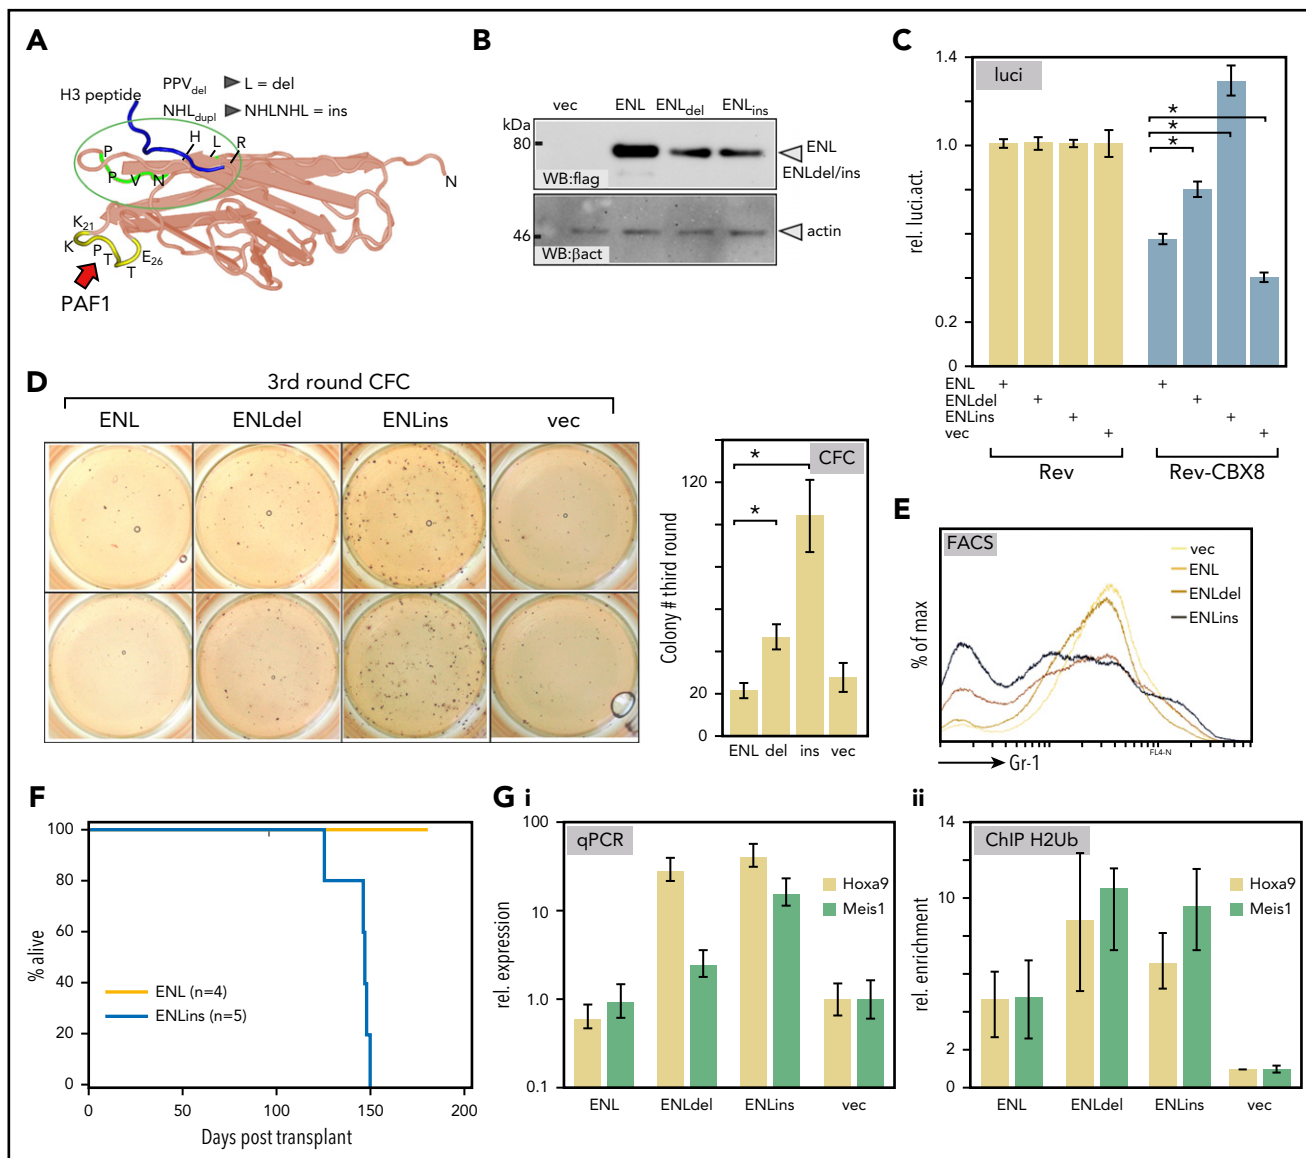 A
PPVdel ▶ L = del
H3 peptide
NHLdupl ▶ NHLNHL = ins
H
L
R
P
P V N
N
K21
K
P
T
T
E26
PAF1
B
vec ENL ENLdel ENLins
kDa
80
ENL
ENLdel/ins
WB:flag
46
actin
WB:βact
C
luci
rel. luci.act.
1.4
1.0
0.2
0
* * *
ENL + +
ENLdel + +
ENLins + +
vec + +
Rev Rev-CBX8
D
3rd round CFC
ENL ENLdel ENLins vec
CFC
Colony # third round
120
20
0
* *
ENL del ins vec
E
FACS
vec
ENL
ENLdel
ENLins
% of max
FL4-N
Gr-1
F
% alive
100
80
60
40
20
0
ENL (n=4)
ENLins (n=5)
0 50 100 150 200
Days post transplant
G i
qPCR
rel. expression
100
10
1.0
0.1
Hoxa9
Meis1
ENL ENLdel ENLins vec
ii
ChIP H2Ub
rel. enrichment
14
10
2
0
Hoxa9
Meis1
ENL ENLdel ENLins vec